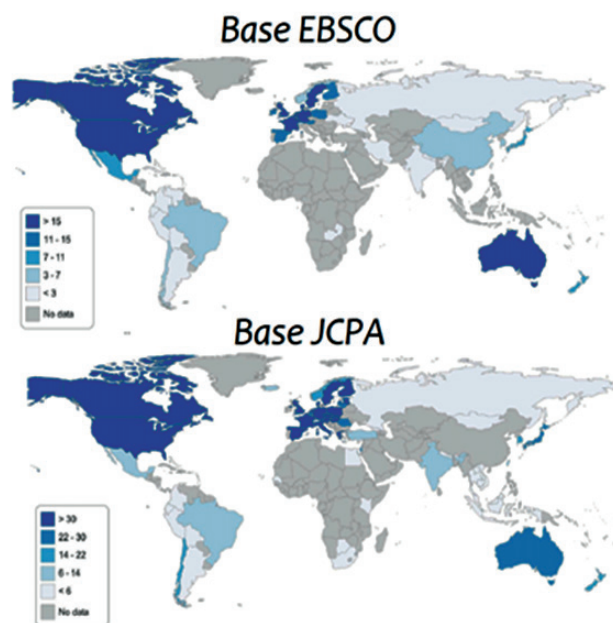 Base EBSCO
> 15
11 - 15
7 - 11
3 - 7
< 3
No data
Base JCPA
> 30
22 - 30
14 - 22
6 - 14
< 6
No data